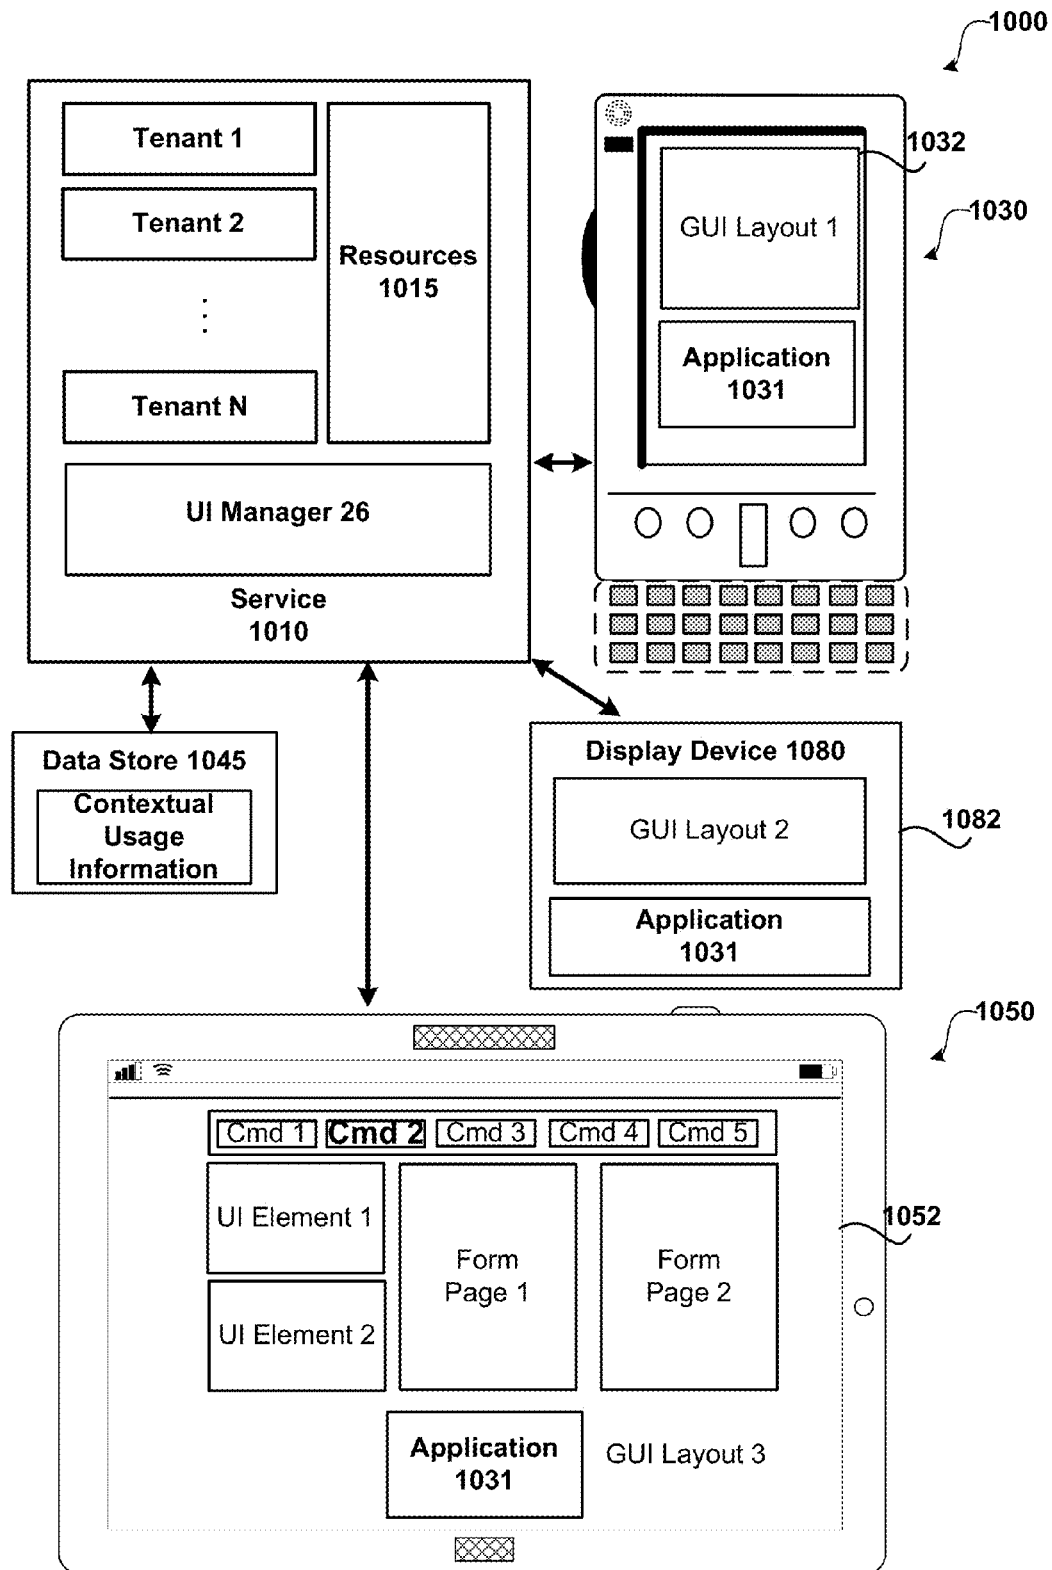 1000
Tenant 1
Tenant 2
Tenant N
Resources
1015
UI Manager 26
Service
1010
1032
1030
GUI Layout 1
Application
1031
Data Store 1045
Contextual
Usage
Information
Display Device 1080
GUI Layout 2
1082
Application
1031
1050
Cmd 1 Cmd 2 Cmd 3 Cmd 4 Cmd 5
UI Element 1
UI Element 2
Form
Page 1
Form
Page 2
1052
Application
1031
GUI Layout 3